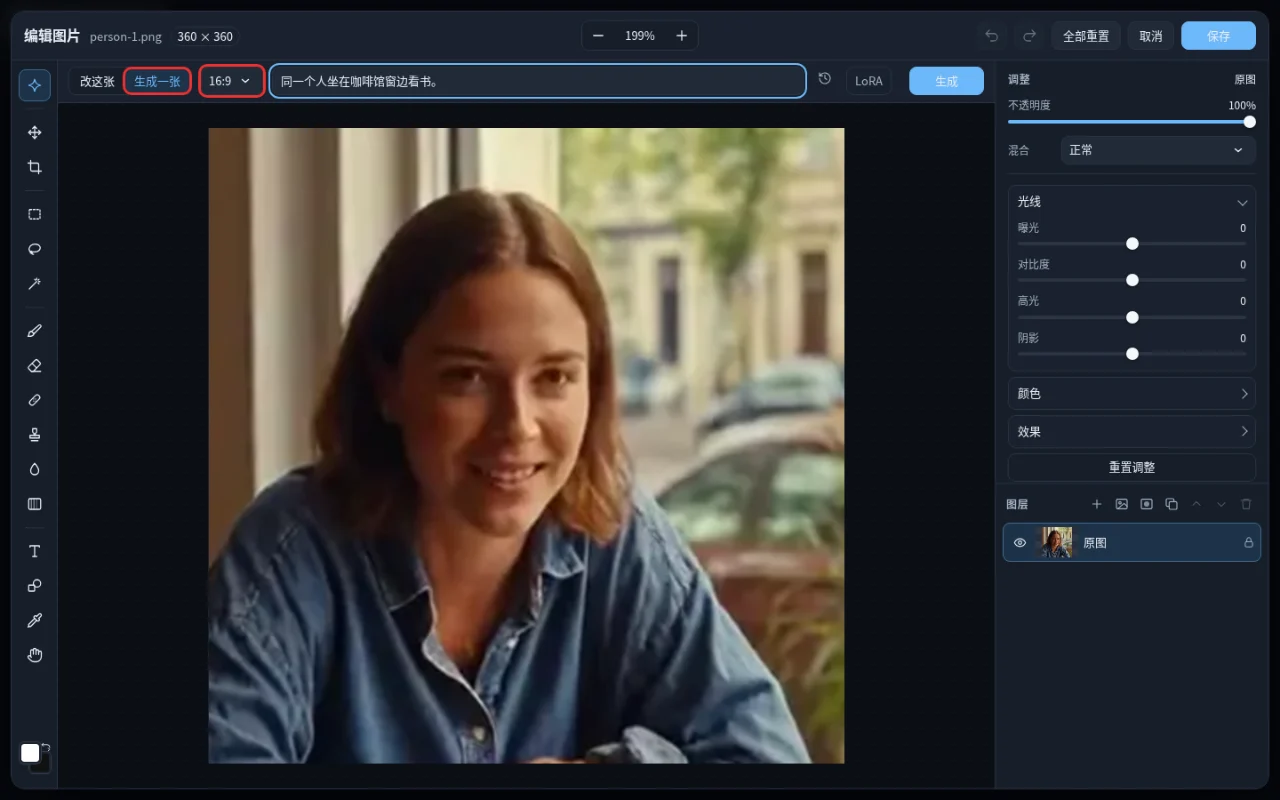 编辑图片 person-1.png 360 × 360 199% 全部重置 取消 保存
改这张 生成一张 16:9 同一个人坐在咖啡馆窗边看书。 LoRA 生成
调整 原图
不透明度 100%
混合 正常
光线
曝光 0
对比度 0
高光 0
阴影 0
颜色
效果
重置调整
图层
原图